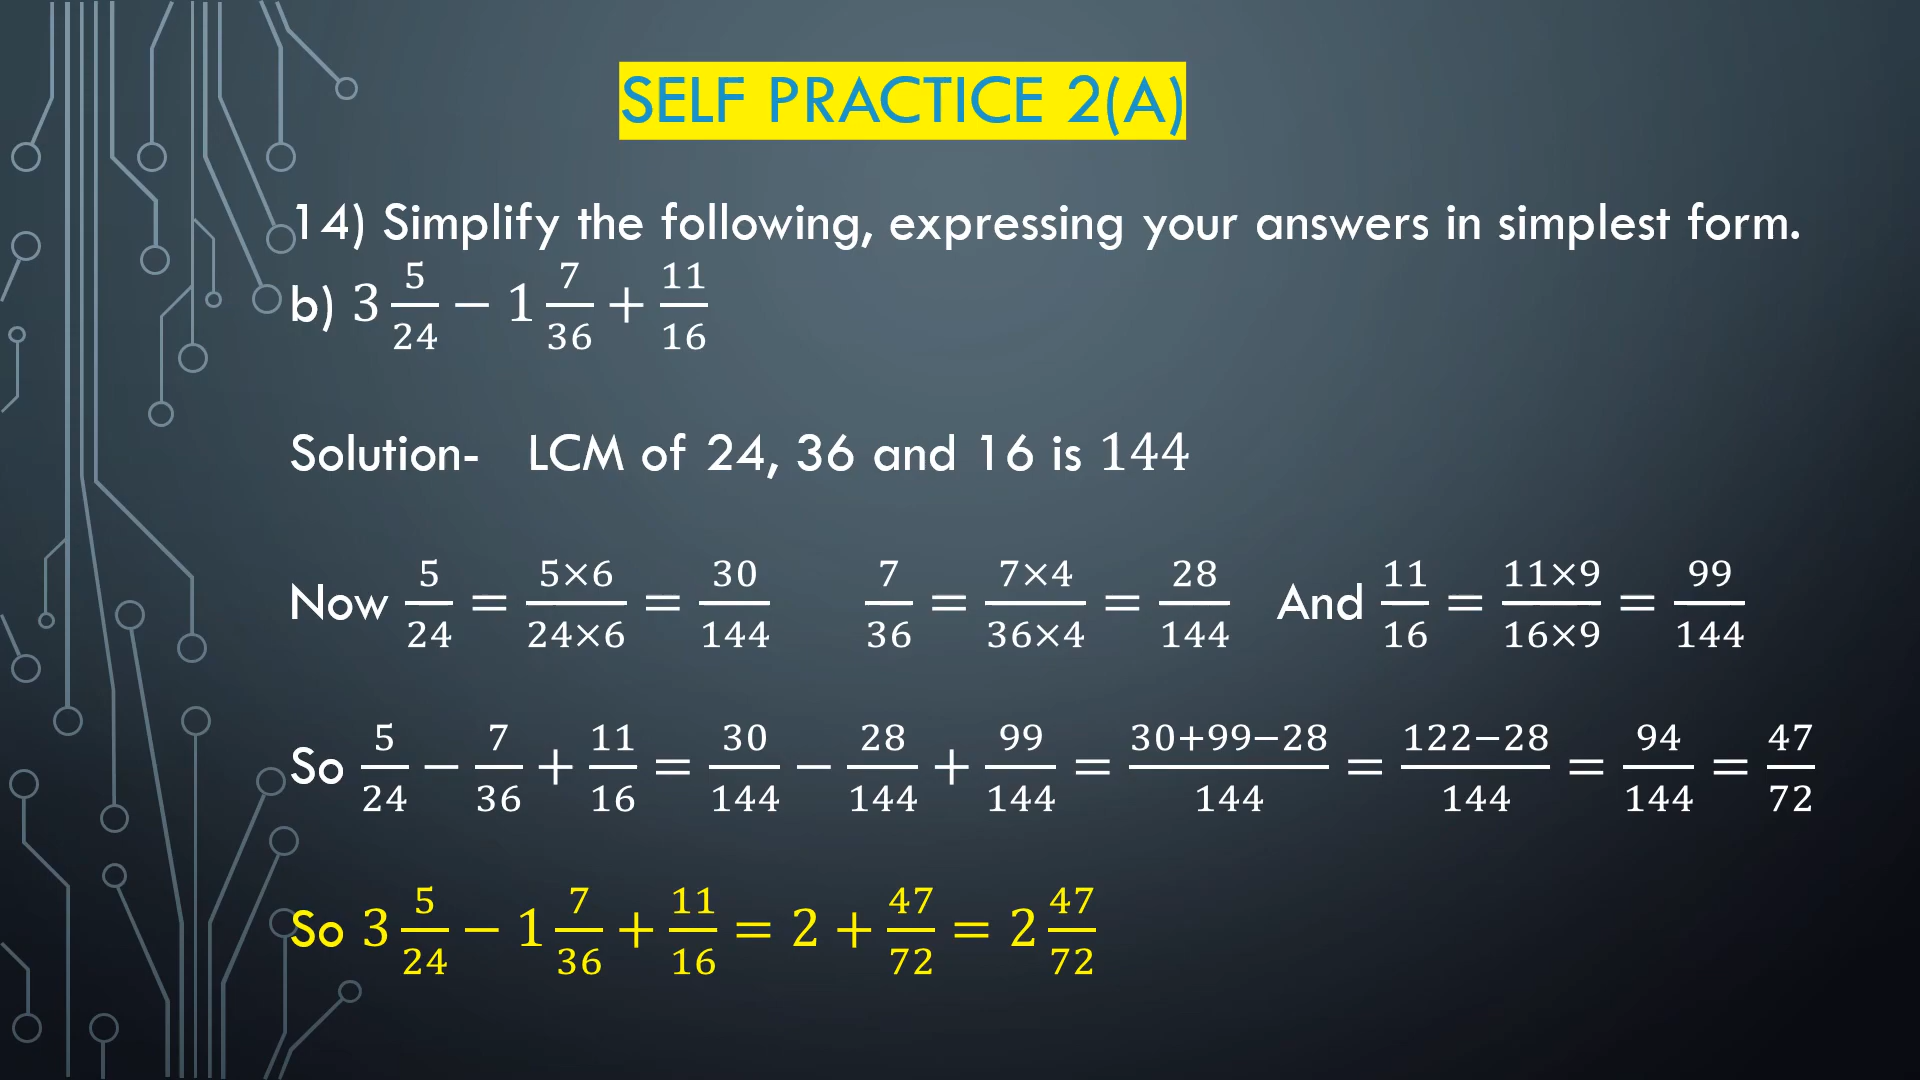 SELF PRACTICE 2(A)
14) Simplify the following, expressing your answers in simplest form.
b) 3 5/24 − 1 7/36 + 11/16
Solution- LCM of 24, 36 and 16 is 144
Now 5/24 = 5×6/24×6 = 30/144 7/36 = 7×4/36×4 = 28/144 And 11/16 = 11×9/16×9 = 99/144
So 5/24 − 7/36 + 11/16 = 30/144 − 28/144 + 99/144 = 30+99−28/144 = 122−28/144 = 94/144 = 47/72
So 3 5/24 − 1 7/36 + 11/16 = 2 + 47/72 = 2 47/72